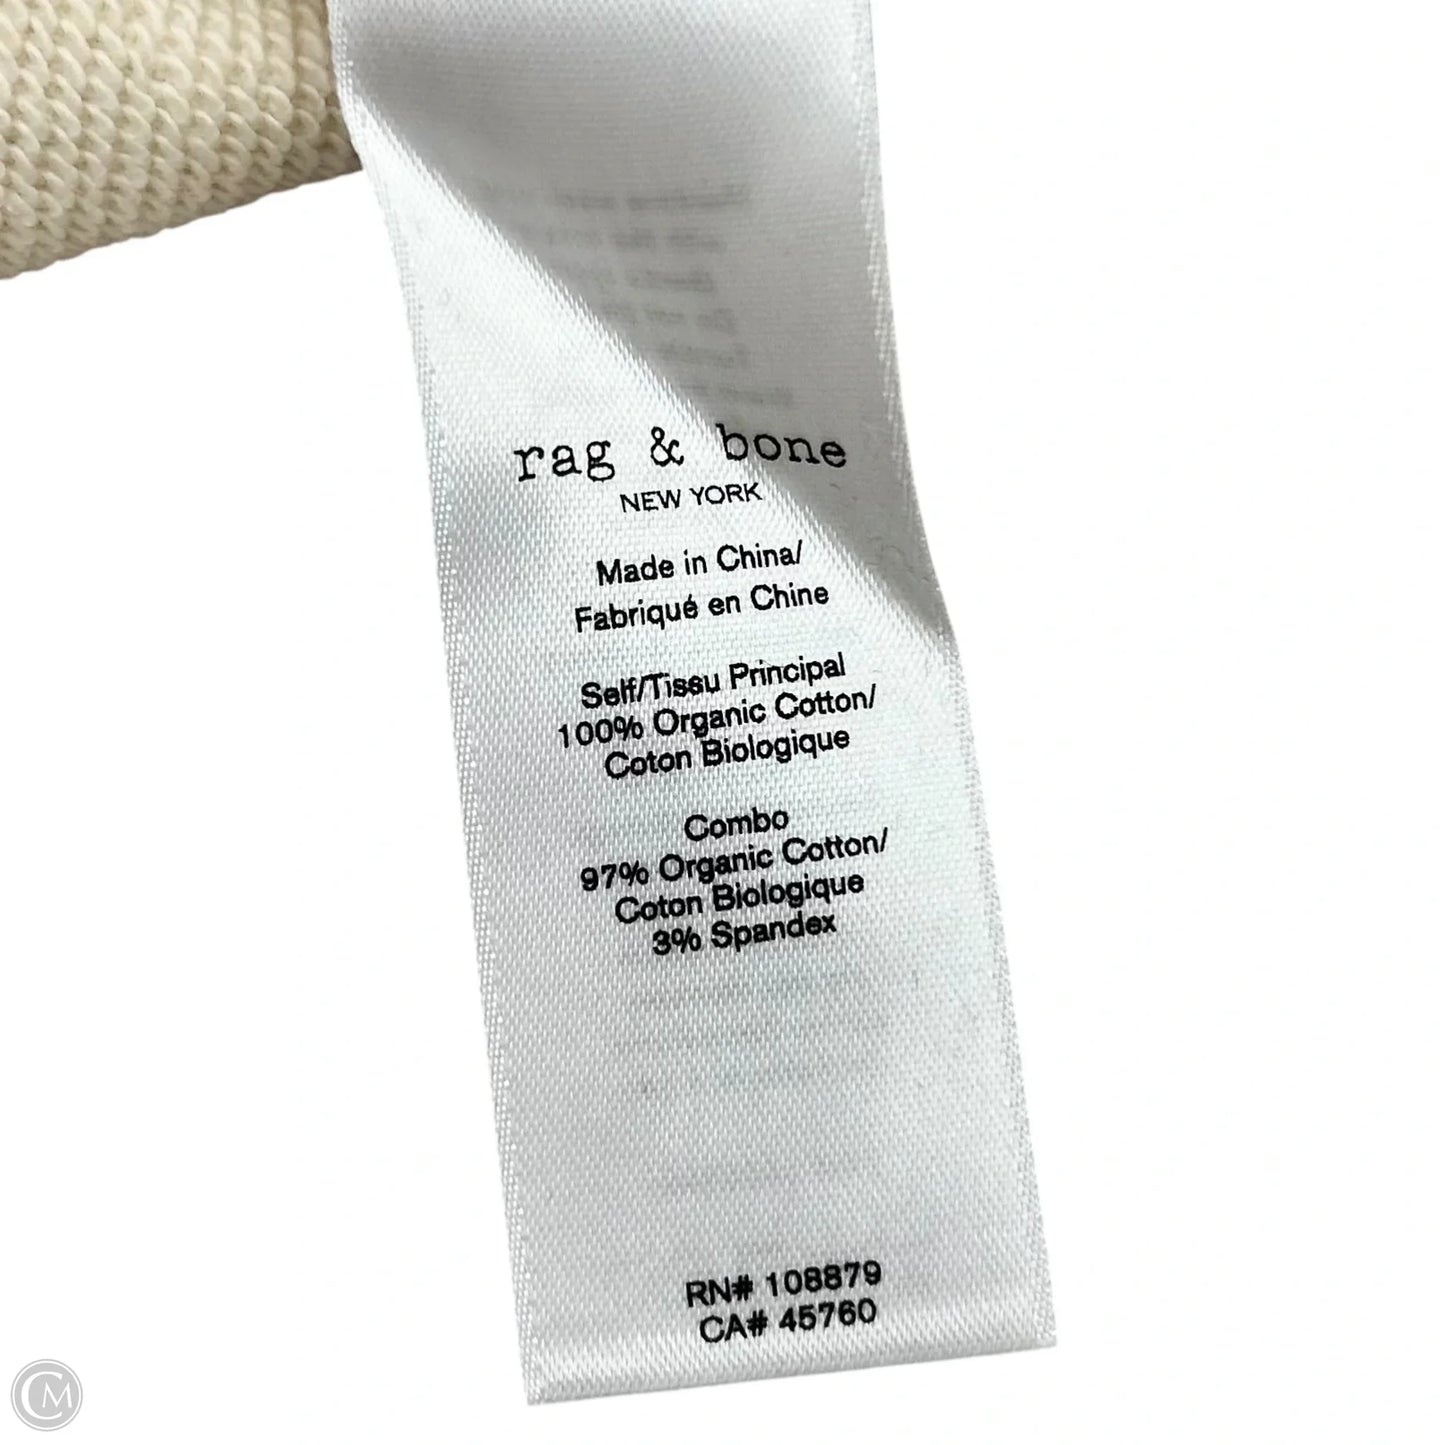 rag & bone
NEW YORK
Made in China/
Fabriqué en Chine
Self/Tissu Principal
100% Organic Cotton/
Coton Biologique
Combo
97% Organic Cotton/
Coton Biologique
3% Spandex
RN# 108879
CA# 45760
CM